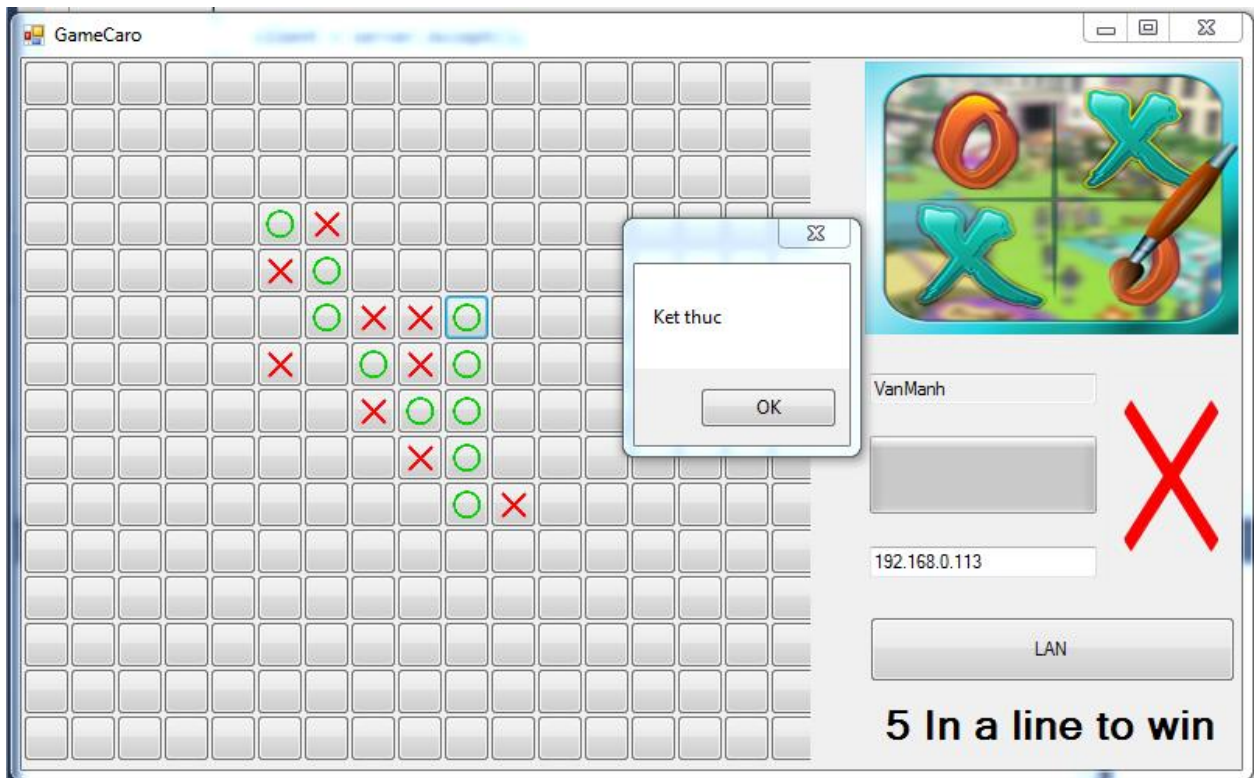 GameCaro
Ket thuc
OK
VanManh
192.168.0.113
LAN
5 In a line to win